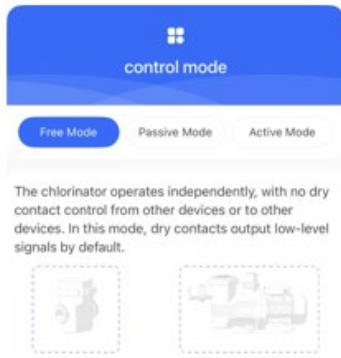 control mode
Free Mode
Passive Mode
Active Mode
The chlorinator operates independently, with no dry
contact control from other devices or to other
devices. In this mode, dry contacts output low-level
signals by default.